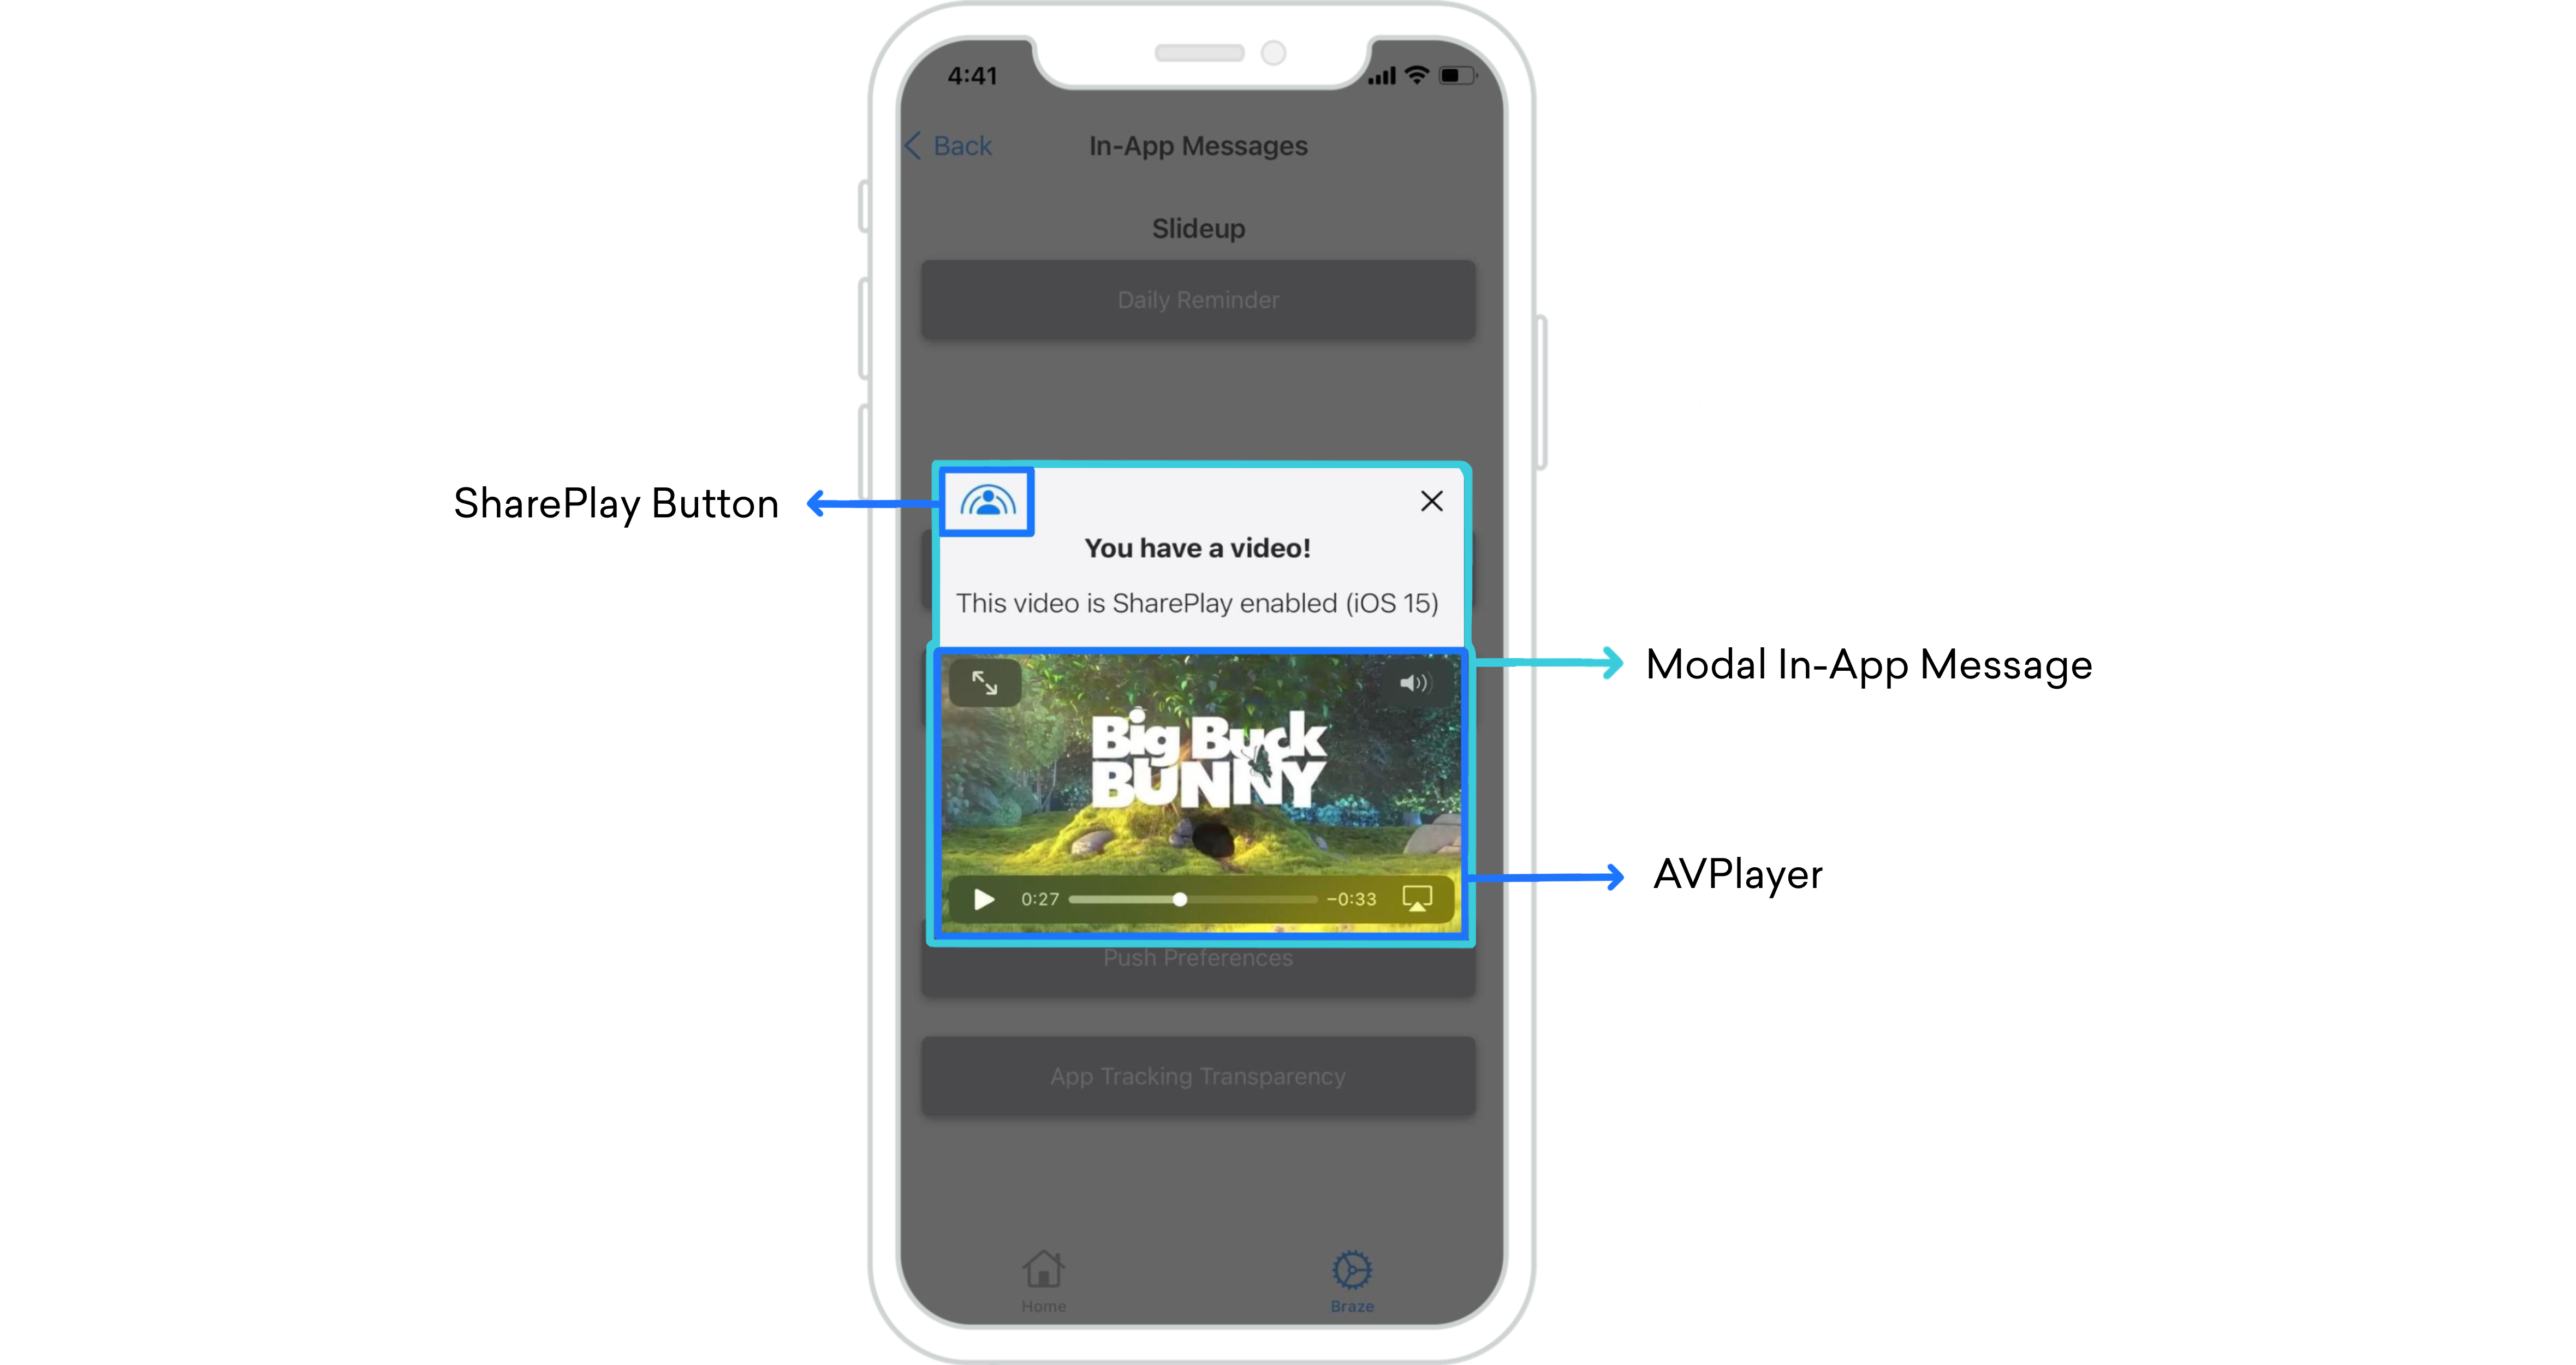 4:41
Back
In-App Messages
Slideup
Daily Reminder
SharePlay Button
You have a video!
This video is SharePlay enabled (iOS 15)
Modal In-App Message
Big Buck
BUNNY
AVPlayer
0:27
-0:33
Push Preferences
App Tracking Transparency
Home
Braze